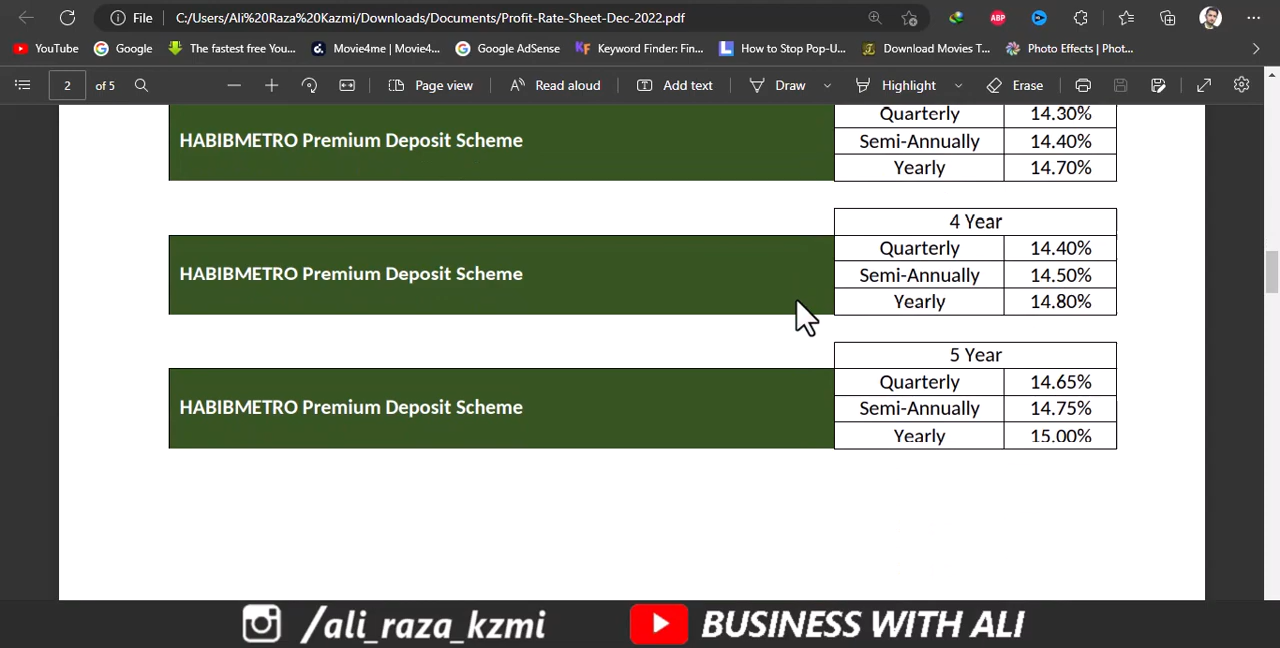 File
C:/Users/Ali%20Raza%20Kazmi/Downloads/Documents/Profit-Rate-Sheet-Dec-2022.pdf
ABP
YouTube
Google
The fastest free You...
Movie4me | Movie4...
Google AdSense
KF Keyword Finder: Fin...
L How to Stop Pop-U...
Download Movies T...
Photo Effects | Phot...
2 of 5
Page view
Read aloud
Add text
Draw
Highlight
Erase
HABIBMETRO Premium Deposit Scheme
Quarterly 14.30%
Semi-Annually 14.40%
Yearly 14.70%
4 Year
HABIBMETRO Premium Deposit Scheme
Quarterly 14.40%
Semi-Annually 14.50%
Yearly 14.80%
5 Year
HABIBMETRO Premium Deposit Scheme
Quarterly 14.65%
Semi-Annually 14.75%
Yearly 15.00%
/ali_raza_kzmi
BUSINESS WITH ALI